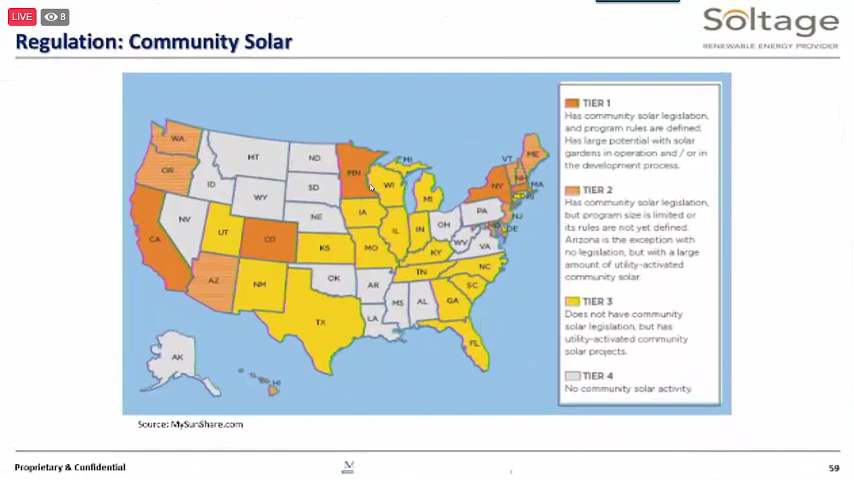 LIVE 8
Soltage
RENEWABLE ENERGY PROVIDER
Regulation: Community Solar
TIER 1
Has community solar legislation,
and program rules are defined.
Has large potential with solar
gardens in operation and / or in
the development process.
TIER 2
Has community solar legislation,
but program size is limited or
its rules are not yet defined.
Arizona is the exception with
no legislation, but with a large
amount of utility-activated
community solar.
TIER 3
Does not have community
solar legislation, but has
utility-activated community
solar projects.
TIER 4
No community solar activity.
WA
MT
ND
MN
MI
VT
ME
OR
ID
SD
WI
NY
NH
MA
WY
MI
CT
RI
NV
NE
IA
PA
NJ
CA
UT
CO
KS
MO
IL
IN
OH
WV
MD
DE
KY
VA
AZ
NM
OK
AR
TN
NC
SC
TX
LA
MS
AL
GA
FL
AK
HI
Source: MySunShare.com
Proprietary & Confidential
59